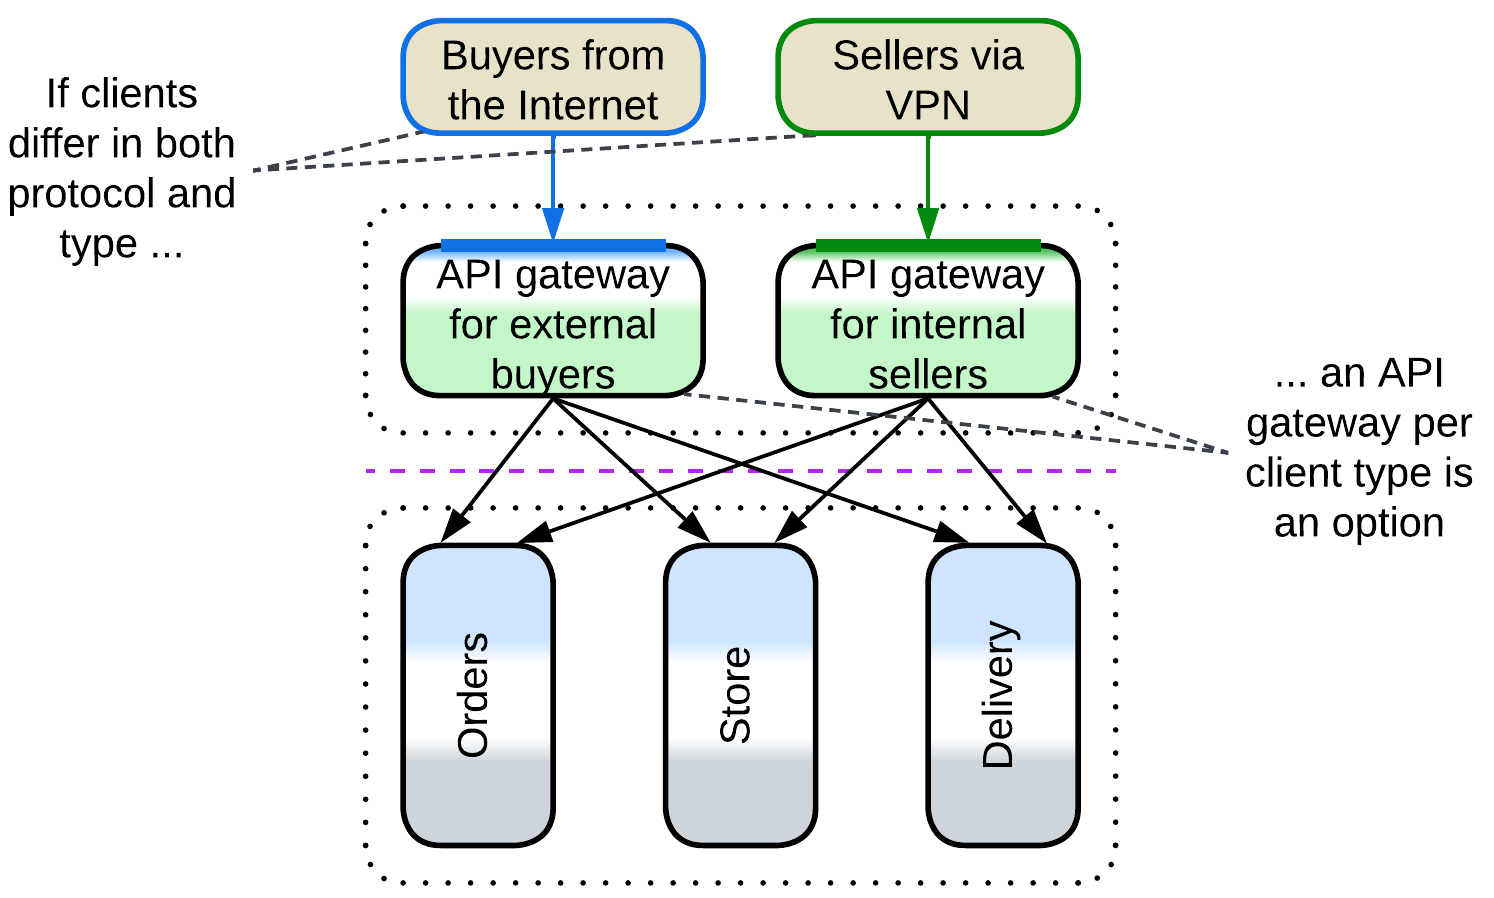 Buyers from
the Internet
Sellers via
VPN
If clients
differ in both
protocol and
type ...
API gateway
for external
buyers
API gateway
for internal
sellers
... an API
gateway per
client type is
an option
Orders
Store
Delivery